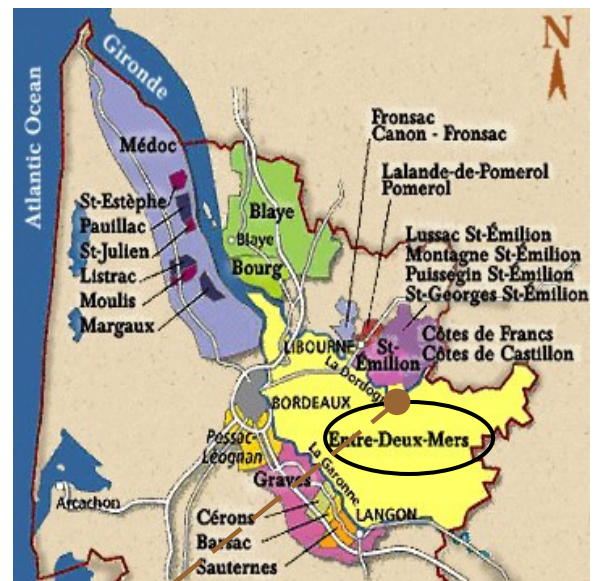 Atlantic Ocean
Gironde
N
Médoc
Fronsac
Canon - Fronsac
Lalande-de-Pomerol
Pomerol
St-Estèphe
Pauillac
St-Julien
Listrac
Moulis
Margaux
Blaye
Blaye
Bourg
Lussac St-Émilion
Montagne St-Émilion
Puissegin St-Émilion
St-Georges St-Émilion
Côtes de Francs
Côtes de Castillon
LIBOURNE
St-
Émilion
La Dordogne
BORDEAUX
Entre-Deux-Mers
Pessac-
Léognan
La Garonne
Graves
Arcachon
Cérons
Barsac
Sauternes
LANGON